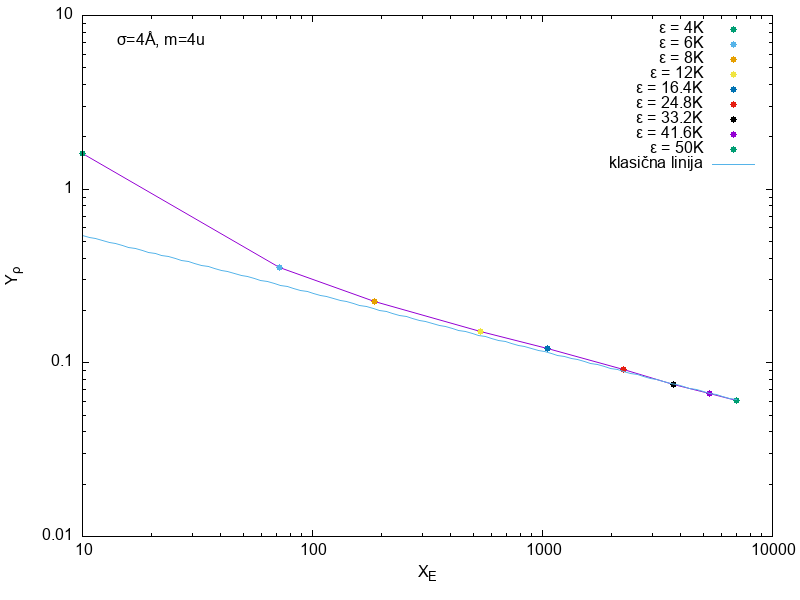 10
σ=4Å, m=4u
ε = 4K
ε = 6K
ε = 8K
ε = 12K
ε = 16.4K
ε = 24.8K
ε = 33.2K
ε = 41.6K
ε = 50K
klasična linija
1
Yρ
0.1
0.01
10 100 1000 10000
XE